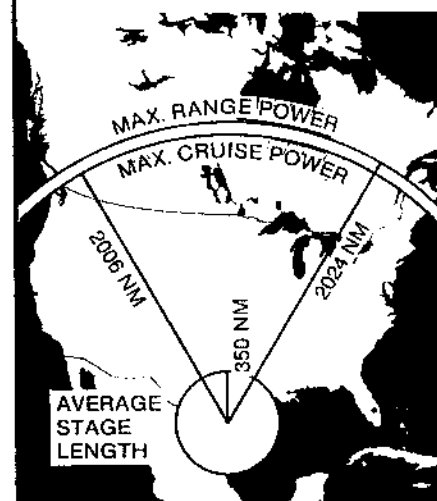 MAX. RANGE POWER
MAX. CRUISE POWER
2006 NM
2024 NM
350 NM
AVERAGE
STAGE
LENGTH